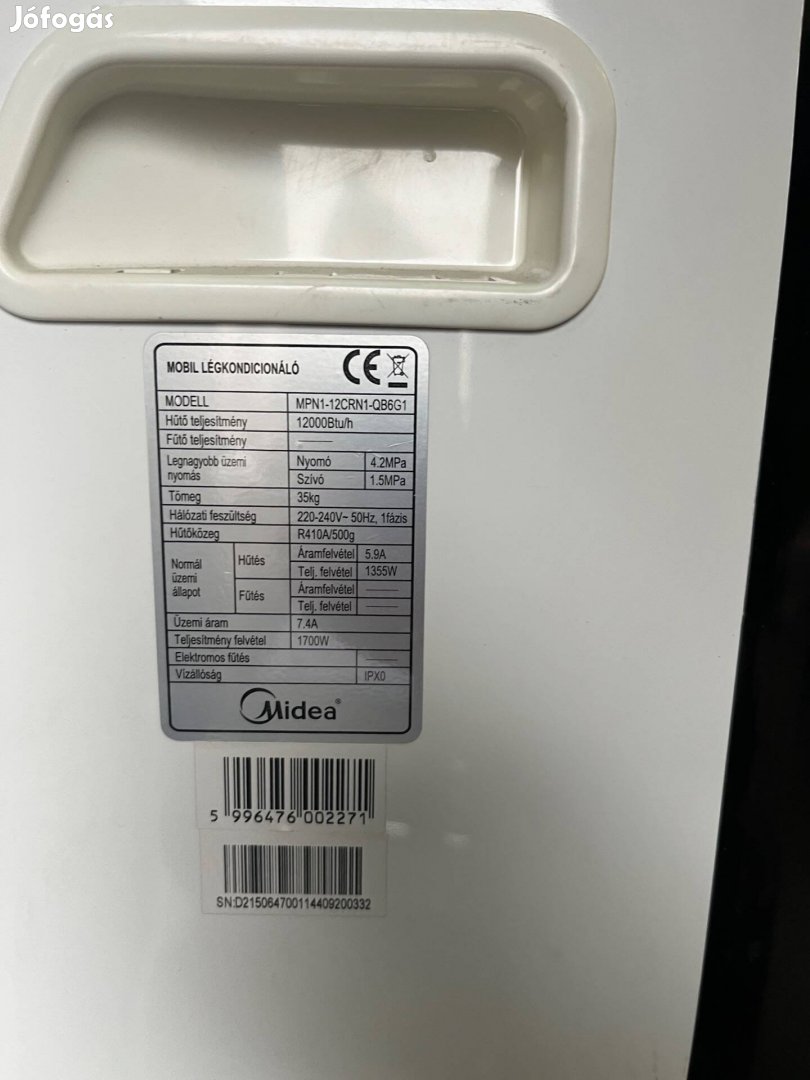 Jófogás
MOBIL LÉGKONDICIONÁLÓ CE
MODELL MPN1-12CRN1-QB6G1
Hűtő teljesítmény 12000Btu/h
Fűtő teljesítmény ——
Legnagyobb üzemi nyomás Nyomó 4.2MPa
Szívó 1.5MPa
Tömeg 35kg
Hálózati feszültség 220-240V~ 50Hz, 1fázis
Hűtőközeg R410A/500g
Normál üzemi állapot Hűtés Áramfelvétel 5.9A
Telj. felvétel 1355W
Fűtés Áramfelvétel ——
Telj. felvétel ——
Üzemi áram 7.4A
Teljesítmény felvétel 1700W
Elektromos fűtés ——
Vízállóság IPX0
Midea®
5 996476 002271
SN:D215064700114409200332